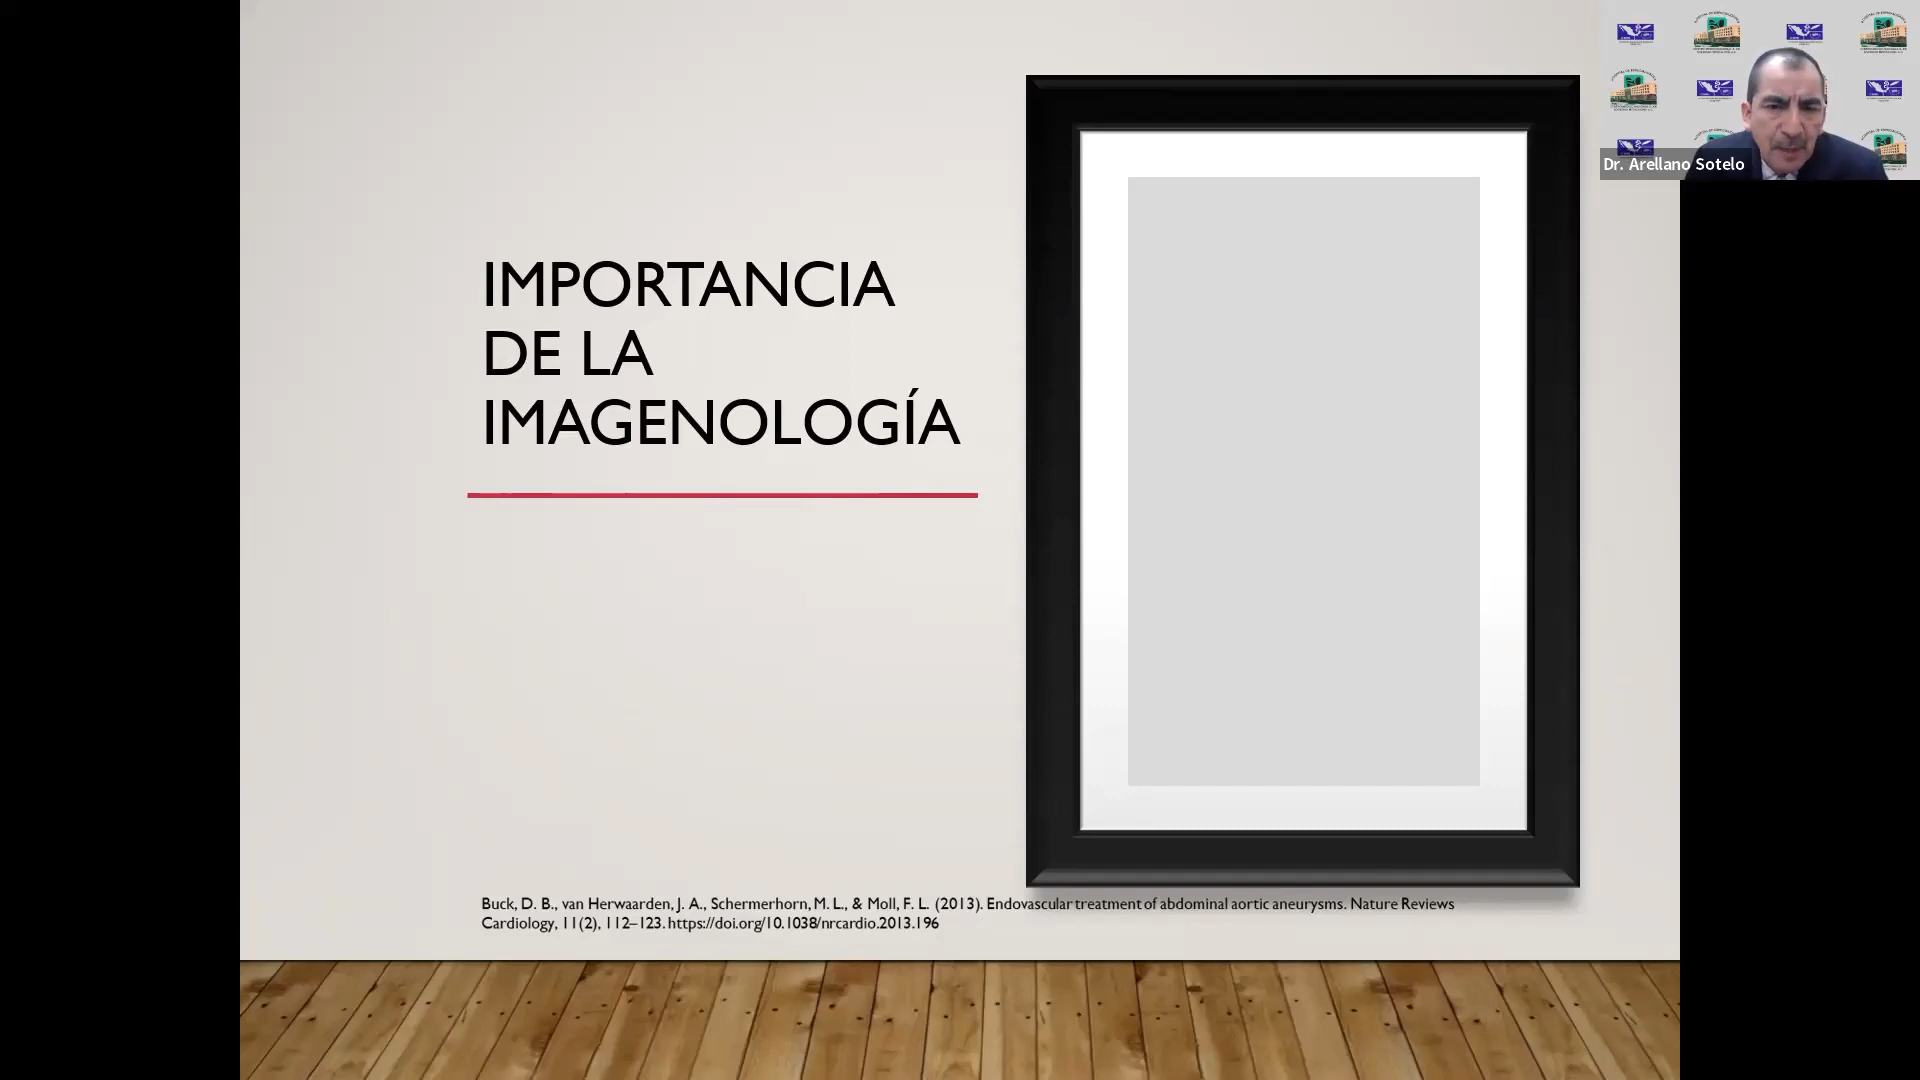 IMPORTANCIA
DE LA
IMAGENOLOGÍA
Buck, D. B., van Herwaarden, J. A., Schermerhorn, M. L., & Moll, F. L. (2013). Endovascular treatment of abdominal aortic aneurysms. Nature Reviews
Cardiology, 11(2), 112–123. https://doi.org/10.1038/nrcardio.2013.196
Dr. Arellano Sotelo